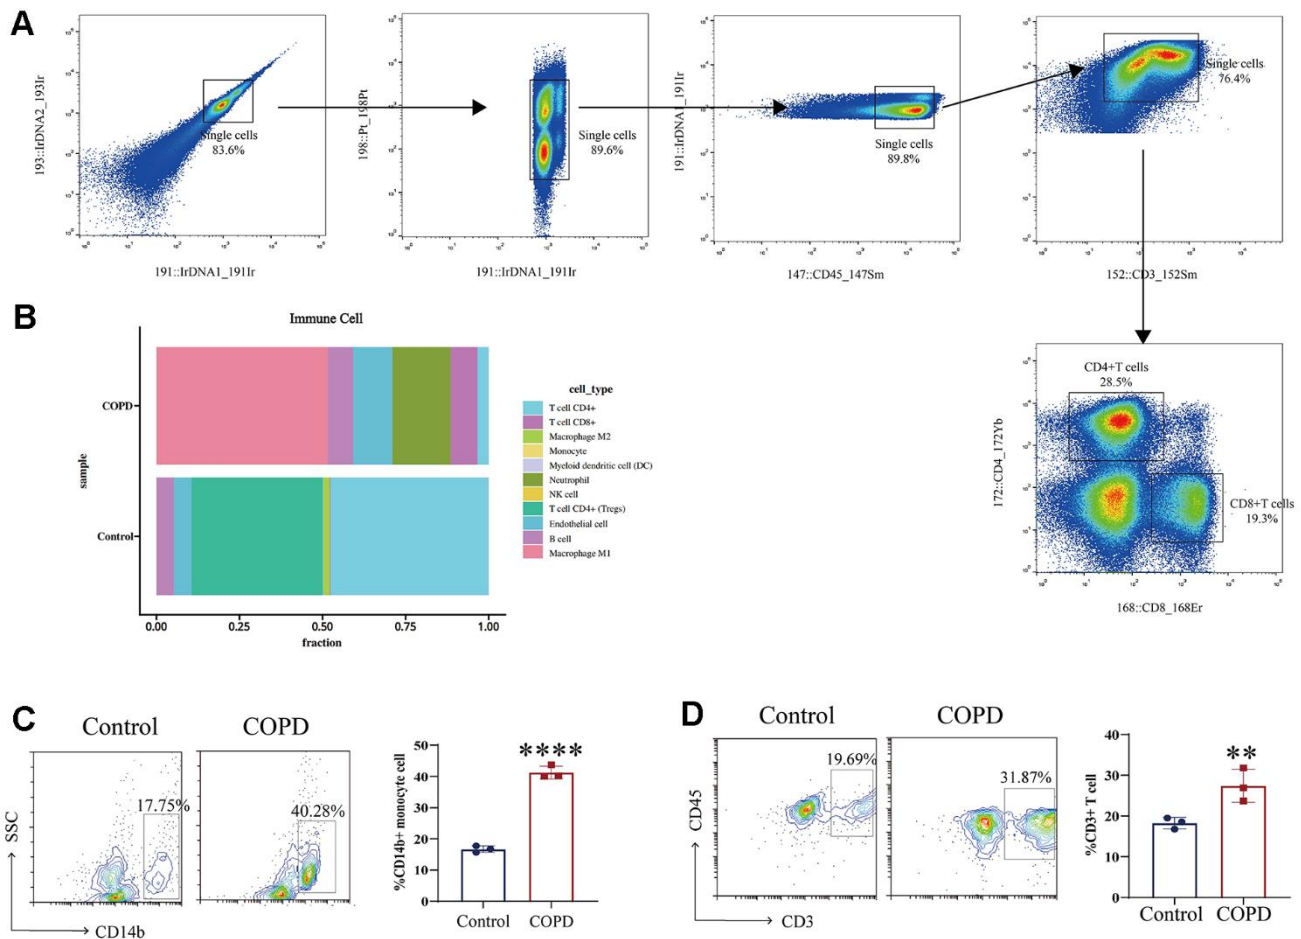 A
193::IrDNA2_193Ir
Single cells
83.6%
191::IrDNA1_191Ir
198::Pt_198Pt
Single cells
89.6%
191::IrDNA1_191Ir
191::IrDNA1_191Ir
Single cells
89.8%
147::CD45_147Sm
Single cells
76.4%
152::CD3_152Sm
172::CD4_172Yb
CD4+T cells
28.5%
CD8+T cells
19.3%
168::CD8_168Er
B
Immune Cell
sample
COPD
Control
0.00 0.25 0.50 0.75 1.00
fraction
cell_type
T cell CD4+
T cell CD8+
Macrophage M2
Monocyte
Myeloid dendritic cell (DC)
Neutrophil
NK cell
T cell CD4+ (Tregs)
Endothelial cell
B cell
Macrophage M1
C
Control COPD
SSC
17.75%
40.28%
CD14b
%CD14b+ monocyte cell
50
40
30
20
10
0
****
Control COPD
D
Control COPD
CD45
19.69%
31.87%
CD3
%CD3+ T cell
40
30
20
10
0
**
Control COPD